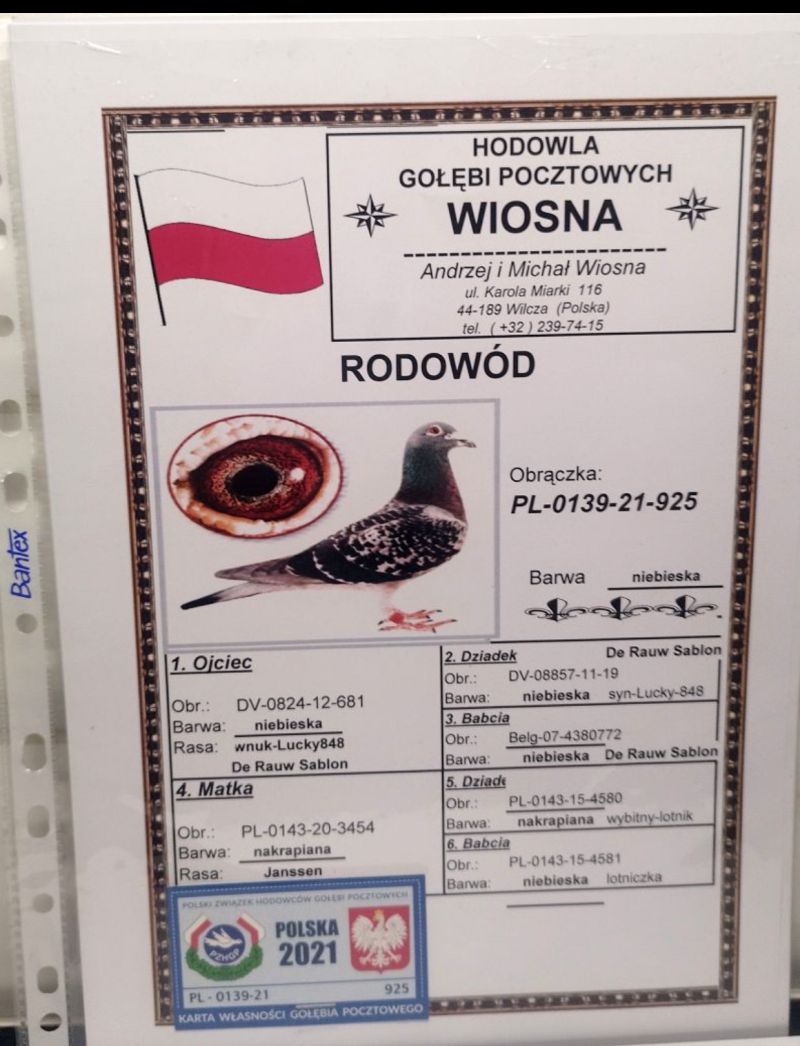 HODOWLA
GOŁĘBI POCZTOWYCH
WIOSNA
Andrzej i Michał Wiosna
ul. Karola Miarki 116
44-189 Wilcza (Polska)
tel. ( +32 ) 239-74-15
RODOWÓD
Obrączka:
PL-0139-21-925
Barwa niebieska
Bantex
1. Ojciec
Obr.: DV-0824-12-681
Barwa: niebieska
Rasa: wnuk-Lucky848
De Rauw Sablon
2. Dziadek De Rauw Sablon
Obr.: DV-08857-11-19
Barwa: niebieska syn-Lucky-848
3. Babcia
Obr.: Belg-07-4380772
Barwa: niebieska De Rauw Sablon
4. Matka
Obr.: PL-0143-20-3454
Barwa: nakrapiana
Rasa: Janssen
5. Dziade
Obr.: PL-0143-15-4580
Barwa: nakrapiana wybitny-lotnik
6. Babcia
Obr.: PL-0143-15-4581
Barwa: niebieska lotniczka
POLSKI ZWIĄZEK HODOWCÓW GOŁĘBI POCZTOWYCH
PZHGP
POLSKA
2021
PL - 0139-21 925
KARTA WŁASNOŚCI GOŁĘBIA POCZTOWEGO